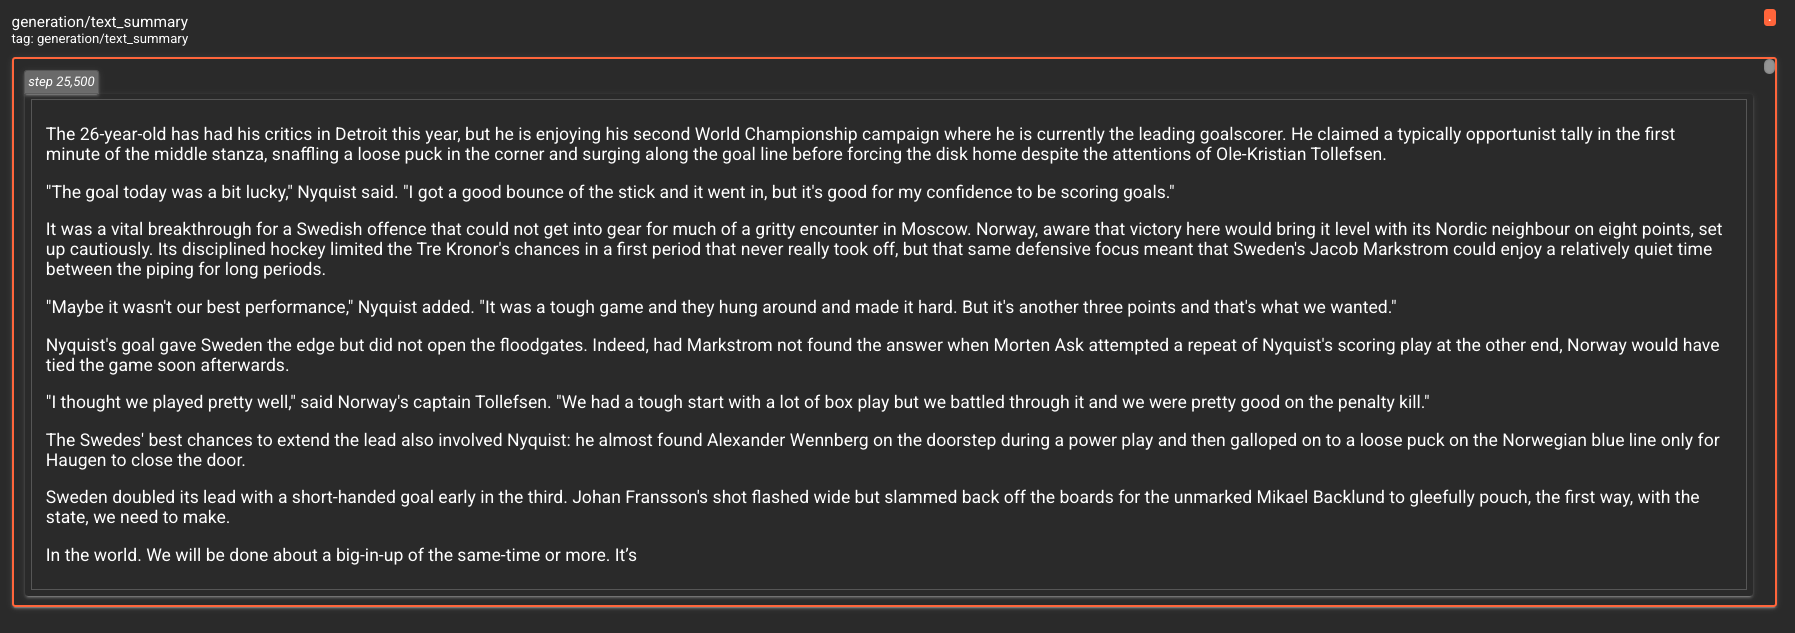 generation/text_summary
tag: generation/text_summary
step 25,500
The 26-year-old has had his critics in Detroit this year, but he is enjoying his second World Championship campaign where he is currently the leading goalscorer. He claimed a typically opportunist tally in the first
minute of the middle stanza, snaffling a loose puck in the corner and surging along the goal line before forcing the disk home despite the attentions of Ole-Kristian Tollefsen.
"The goal today was a bit lucky," Nyquist said. "I got a good bounce of the stick and it went in, but it's good for my confidence to be scoring goals."
It was a vital breakthrough for a Swedish offence that could not get into gear for much of a gritty encounter in Moscow. Norway, aware that victory here would bring it level with its Nordic neighbour on eight points, set
up cautiously. Its disciplined hockey limited the Tre Kronor's chances in a first period that never really took off, but that same defensive focus meant that Sweden's Jacob Markstrom could enjoy a relatively quiet time
between the piping for long periods.
"Maybe it wasn't our best performance," Nyquist added. "It was a tough game and they hung around and made it hard. But it's another three points and that's what we wanted."
Nyquist's goal gave Sweden the edge but did not open the floodgates. Indeed, had Markstrom not found the answer when Morten Ask attempted a repeat of Nyquist's scoring play at the other end, Norway would have
tied the game soon afterwards.
"I thought we played pretty well," said Norway's captain Tollefsen. "We had a tough start with a lot of box play but we battled through it and we were pretty good on the penalty kill."
The Swedes' best chances to extend the lead also involved Nyquist: he almost found Alexander Wennberg on the doorstep during a power play and then galloped on to a loose puck on the Norwegian blue line only for
Haugen to close the door.
Sweden doubled its lead with a short-handed goal early in the third. Johan Fransson's shot flashed wide but slammed back off the boards for the unmarked Mikael Backlund to gleefully pouch, the first way, with the
state, we need to make.
In the world. We will be done about a big-in-up of the same-time or more. It’s